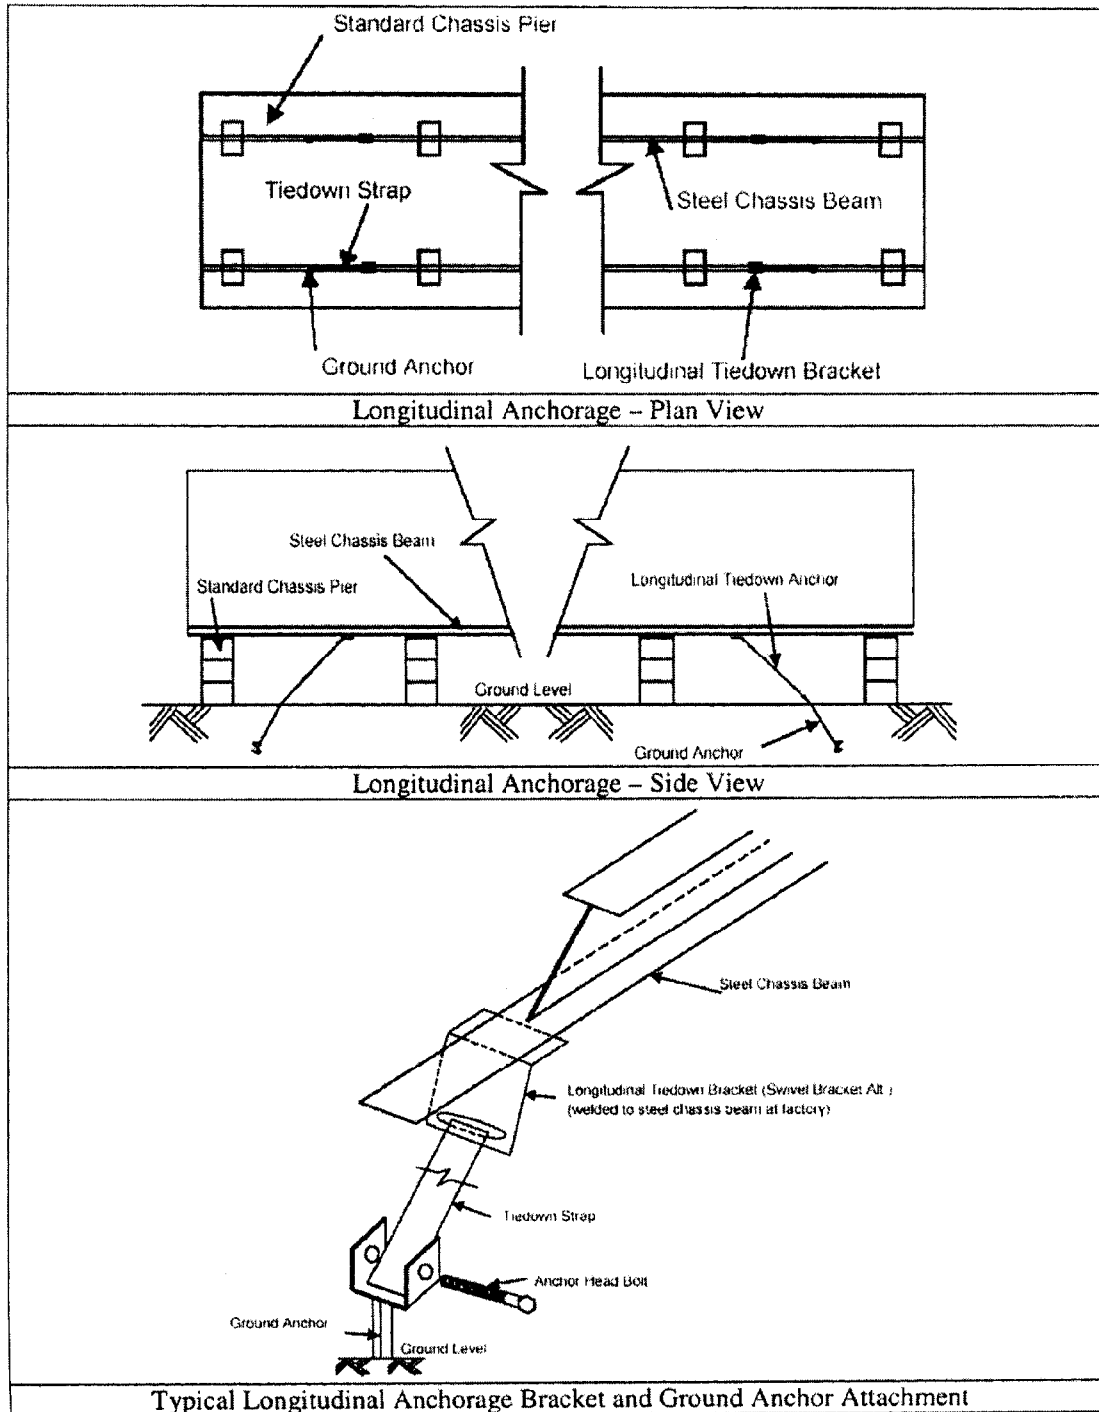 Standard Chassis Pier
Tiedown Strap
Steel Chassis Beam
Ground Anchor
Longitudinal Tiedown Bracket
Longitudinal Anchorage – Plan View
Steel Chassis Beam
Standard Chassis Pier
Longitudinal Tiedown Anchor
Ground Level
Ground Anchor
Longitudinal Anchorage – Side View
Steel Chassis Beam
Longitudinal Tiedown Bracket (Swivel Bracket Alt.)
(welded to steel chassis beam at factory)
Tiedown Strap
Anchor Head Bolt
Ground Anchor
Ground Level
Typical Longitudinal Anchorage Bracket and Ground Anchor Attachment